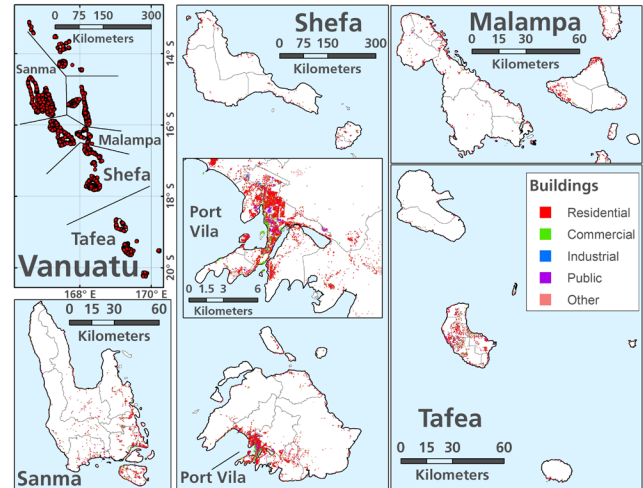 0 75 150 300
Kilometers
14° S
Sanma
16° S
Malampa
Shefa
18° S
Tafea
Vanuatu
20° S
168° E 170° E
Shefa
0 75 150 300
Kilometers
Malampa
0 15 30 60
Kilometers
Port
Vila
0 1.5 3 6
Kilometers
Buildings
Residential
Commercial
Industrial
Public
Other
0 15 30 60
Kilometers
Sanma
Port Vila
Tafea
0 15 30 60
Kilometers